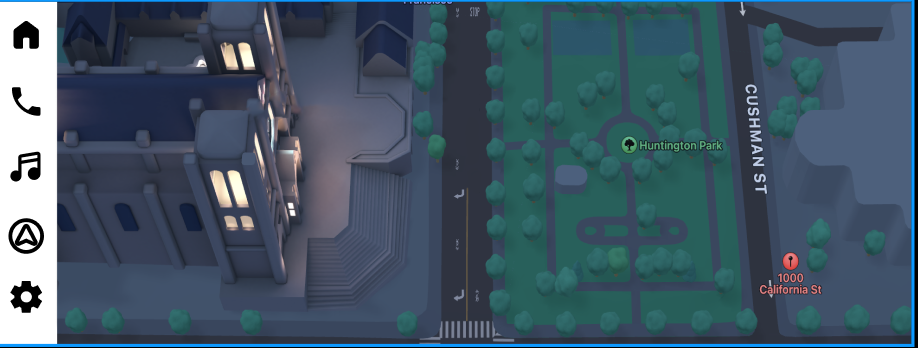 STOP
Huntington Park
CUSHMAN ST
1000
California St